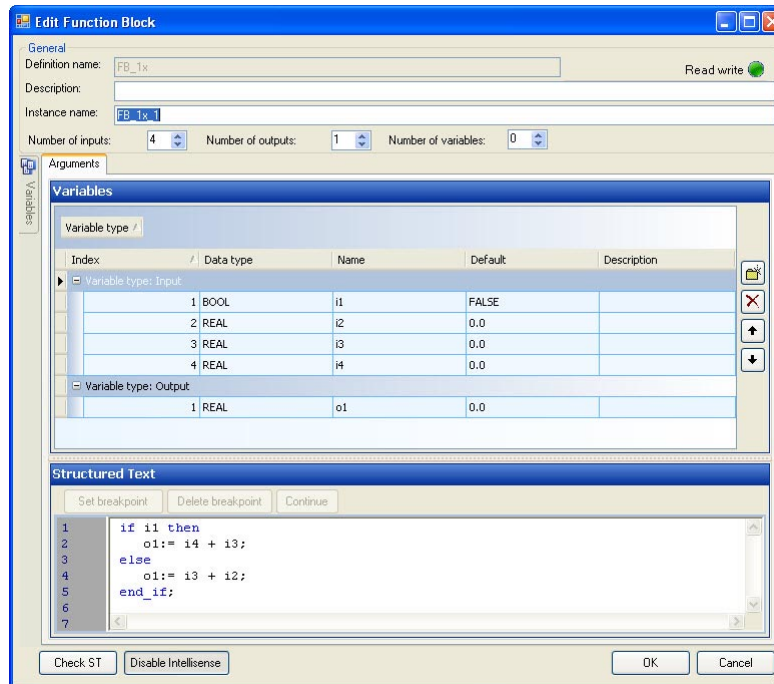 Edit Function Block
General
Definition name: FB_1x Read write
Description:
Instance name: FB_1x_1
Number of inputs: 4 Number of outputs: 1 Number of variables: 0
Variables
Arguments
Variables
Variable type
Index Data type Name Default Description
Variable type: Input
1 BOOL i1 FALSE
2 REAL i2 0.0
3 REAL i3 0.0
4 REAL i4 0.0
Variable type: Output
1 REAL o1 0.0
Structured Text
Set breakpoint Delete breakpoint Continue
1 if i1 then
2 o1:= i4 + i3;
3 else
4 o1:= i3 + i2;
5 end_if;
6
7
Check ST Disable Intellisense OK Cancel